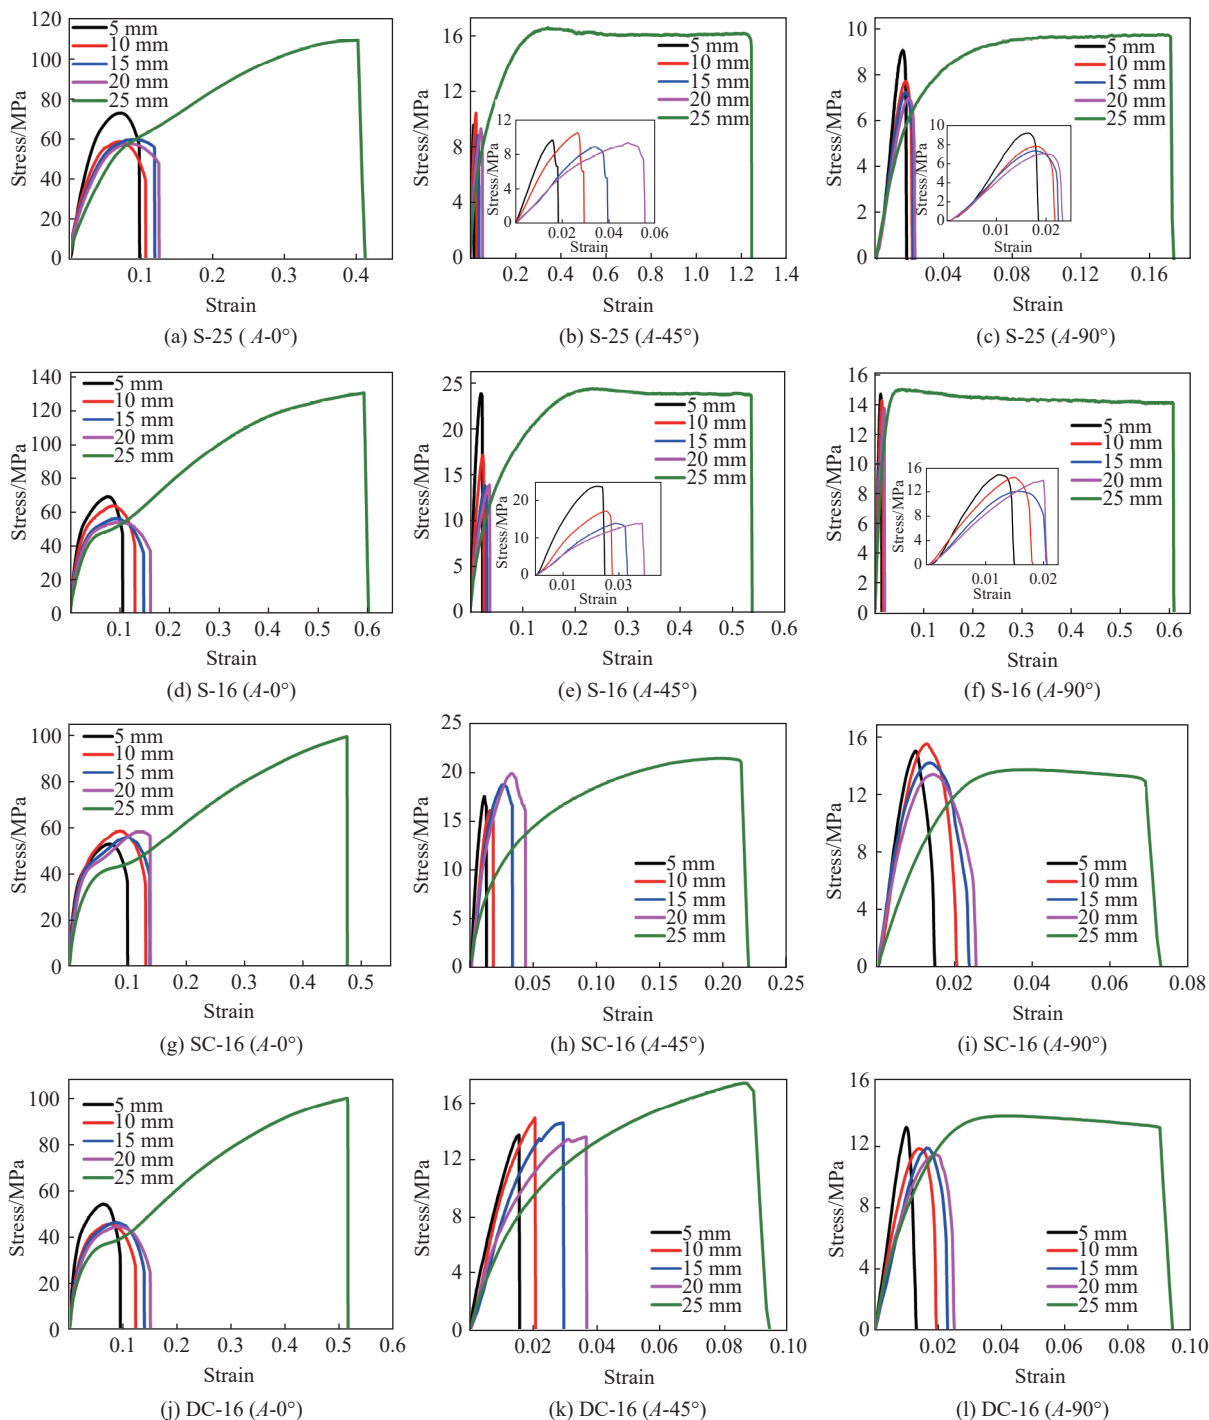 120
100
80
60
40
20
0
Stress/MPa
5 mm
10 mm
15 mm
20 mm
25 mm
0.1 0.2 0.3 0.4
Strain
(a) S-25 ( A-0°)
16
12
8
4
0
Stress/MPa
5 mm
10 mm
15 mm
20 mm
25 mm
12
8
4
0
Stress/MPa
0.02 0.04 0.06
Strain
0.2 0.4 0.6 0.8 1.0 1.2 1.4
Strain
(b) S-25 (A-45°)
10
8
6
4
2
0
Stress/MPa
5 mm
10 mm
15 mm
20 mm
25 mm
10
8
6
4
2
0
Stress/MPa
0.01 0.02
Strain
0.04 0.08 0.12 0.16
Strain
(c) S-25 (A-90°)
140
120
100
80
60
40
20
0
Stress/MPa
5 mm
10 mm
15 mm
20 mm
25 mm
0.1 0.2 0.3 0.4 0.5 0.6
Strain
(d) S-16 (A-0°)
25
20
15
10
5
0
Stress/MPa
5 mm
10 mm
15 mm
20 mm
25 mm
20
10
0
Stress/MPa
0.01 0.03
Strain
0.1 0.2 0.3 0.4 0.5 0.6
Strain
(e) S-16 (A-45°)
16
14
12
10
8
6
4
2
0
Stress/MPa
5 mm
10 mm
15 mm
20 mm
25 mm
16
12
8
4
0
Stress/MPa
0.01 0.02
Strain
0.1 0.2 0.3 0.4 0.5 0.6
Strain
(f) S-16 (A-90°)
100
80
60
40
20
0
Stress/MPa
5 mm
10 mm
15 mm
20 mm
25 mm
0.1 0.2 0.3 0.4 0.5
Strain
(g) SC-16 (A-0°)
25
20
15
10
5
0
Stress/MPa
5 mm
10 mm
15 mm
20 mm
25 mm
0.05 0.10 0.15 0.20 0.25
Strain
(h) SC-16 (A-45°)
16
12
8
4
0
Stress/MPa
5 mm
10 mm
15 mm
20 mm
25 mm
0.02 0.04 0.06 0.08
Strain
(i) SC-16 (A-90°)
100
80
60
40
20
0
Stress/MPa
5 mm
10 mm
15 mm
20 mm
25 mm
0.1 0.2 0.3 0.4 0.5 0.6
Strain
(j) DC-16 (A-0°)
16
12
8
4
0
Stress/MPa
5 mm
10 mm
15 mm
20 mm
25 mm
0.02 0.04 0.06 0.08 0.10
Strain
(k) DC-16 (A-45°)
16
12
8
4
0
Stress/MPa
5 mm
10 mm
15 mm
20 mm
25 mm
0.02 0.04 0.06 0.08 0.10
Strain
(l) DC-16 (A-90°)